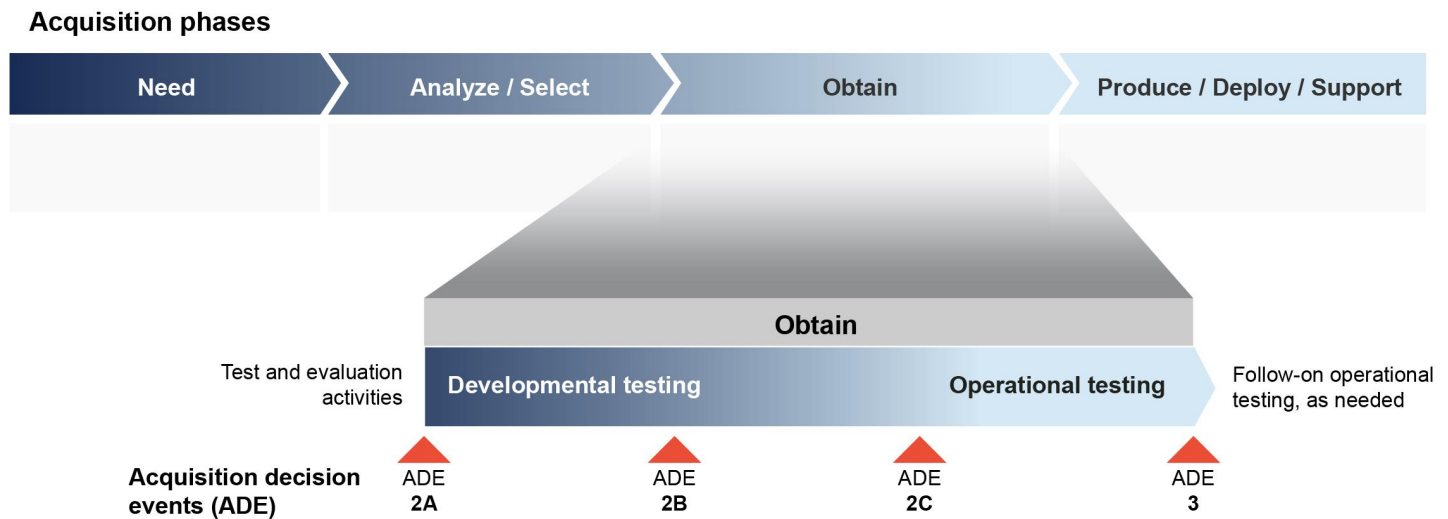 Acquisition phases
Need
Analyze / Select
Obtain
Produce / Deploy / Support
Obtain
Test and evaluation
activities
Developmental testing
Operational testing
Follow-on operational
testing, as needed
Acquisition decision
events (ADE)
ADE
2A
ADE
2B
ADE
2C
ADE
3